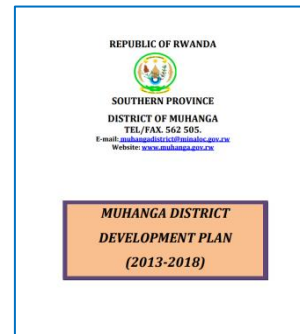 REPUBLIC OF RWANDA
SOUTHERN PROVINCE
DISTRICT OF MUHANGA
TEL/FAX. 562 505.
E-mail: muhangadistrict@minaloc.gov.rw
Website: www.muhanga.gov.rw
MUHANGA DISTRICT
DEVELOPMENT PLAN
(2013-2018)